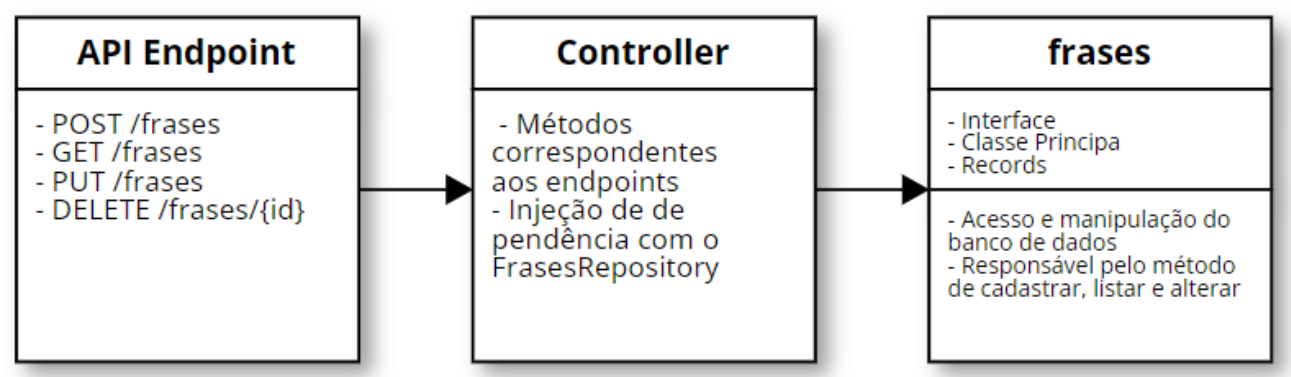 API Endpoint
- POST /frases
- GET /frases
- PUT /frases
- DELETE /frases/{id}
Controller
- Métodos
correspondentes
aos endpoints
- Injeção de de
pendência com o
FrasesRepository
frases
- Interface
- Classe Principa
- Records
- Acesso e manipulação do
banco de dados
- Responsável pelo método
de cadastrar, listar e alterar